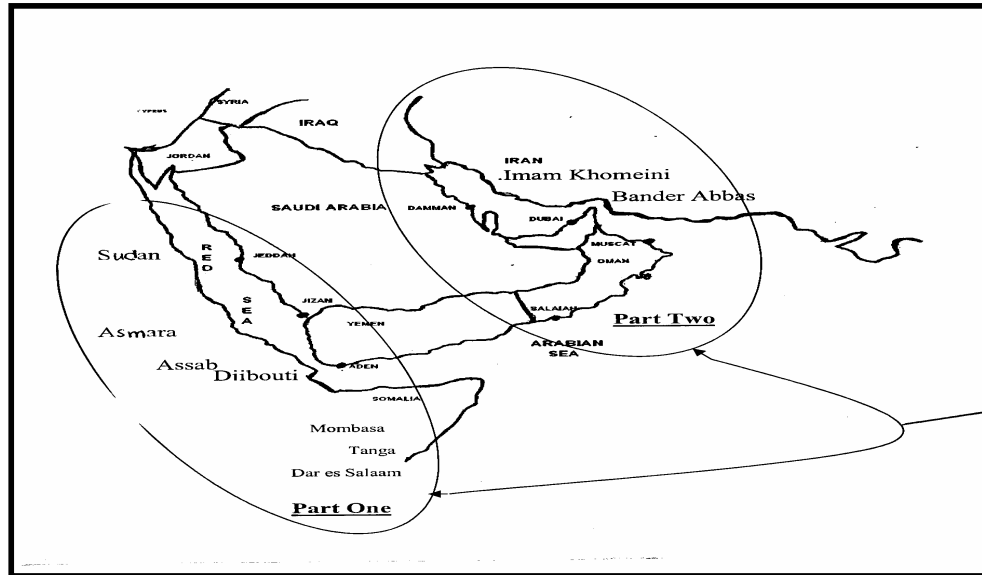 SYRIA
CYPRUS
IRAQ
JORDAN
IRAN
.Imam Khomeini
Bander Abbas
SAUDI ARABIA
DAMMAN
DUBAI
MUSCAT
OMAN
Sudan
RED
SEA
JEDDAH
JIZAN
SALAIAH
Part Two
YEMEN
Asmara
ARABIAN
SEA
Assab
Diibouti
ADEN
SOMALIA
Mombasa
Tanga
Dar es Salaam
Part One